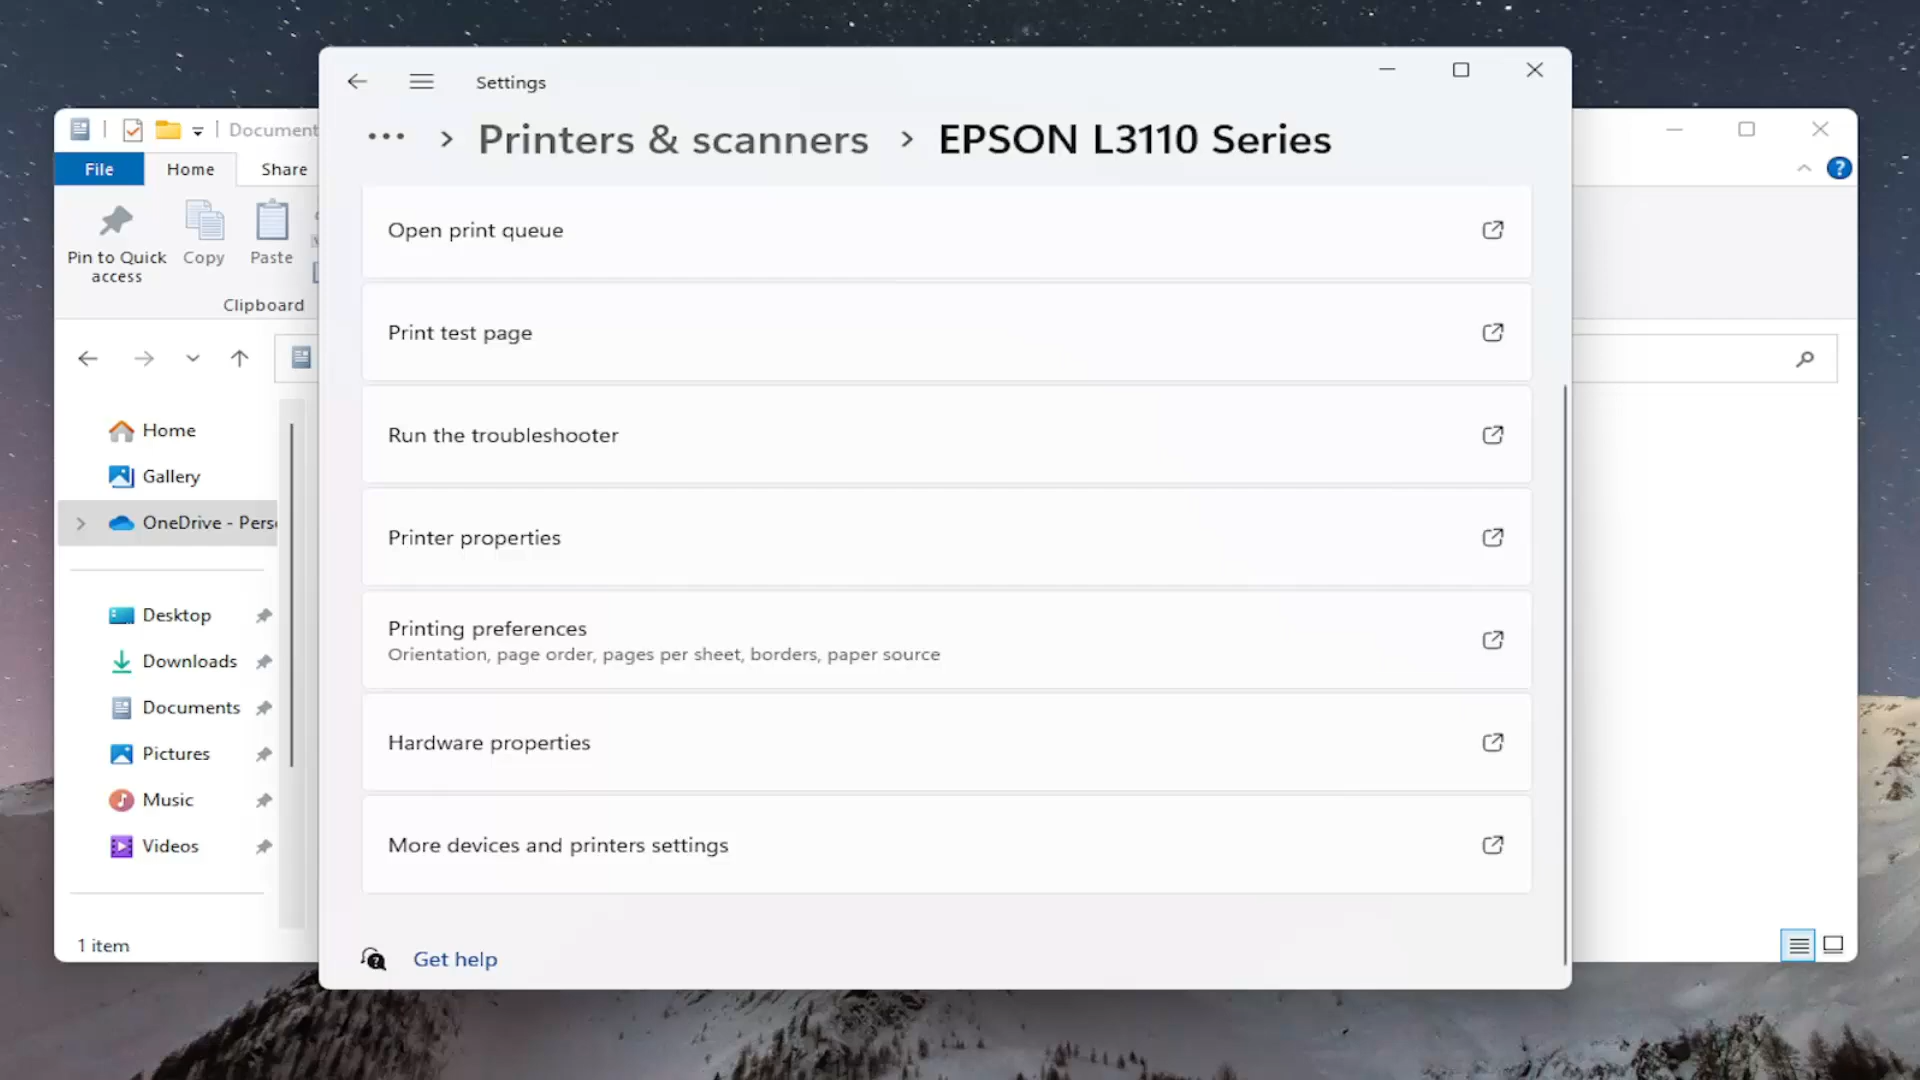 Settings
Printers & scanners > EPSON L3110 Series
Open print queue
Print test page
Run the troubleshooter
Printer properties
Printing preferences
Orientation, page order, pages per sheet, borders, paper source
Hardware properties
More devices and printers settings
Get help
Document
File Home Share
Pin to Quick
access
Copy
Paste
Clipboard
Home
Gallery
OneDrive - Pers
Desktop
Downloads
Documents
Pictures
Music
Videos
1 item